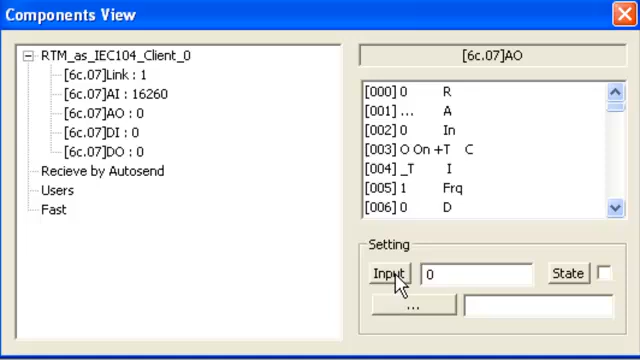 Components View
RTM_as_IEC104_Client_0
[6c.07]Link : 1
[6c.07]AI : 16260
[6c.07]AO : 0
[6c.07]DI : 0
[6c.07]DO : 0
Recieve by Autosend
Users
Fast
[6c.07]AO
[000] 0 R
[001] ... A
[002] 0 In
[003] O On +T C
[004] _T I
[005] 1 Frq
[006] 0 D
Setting
Input 0 State
...